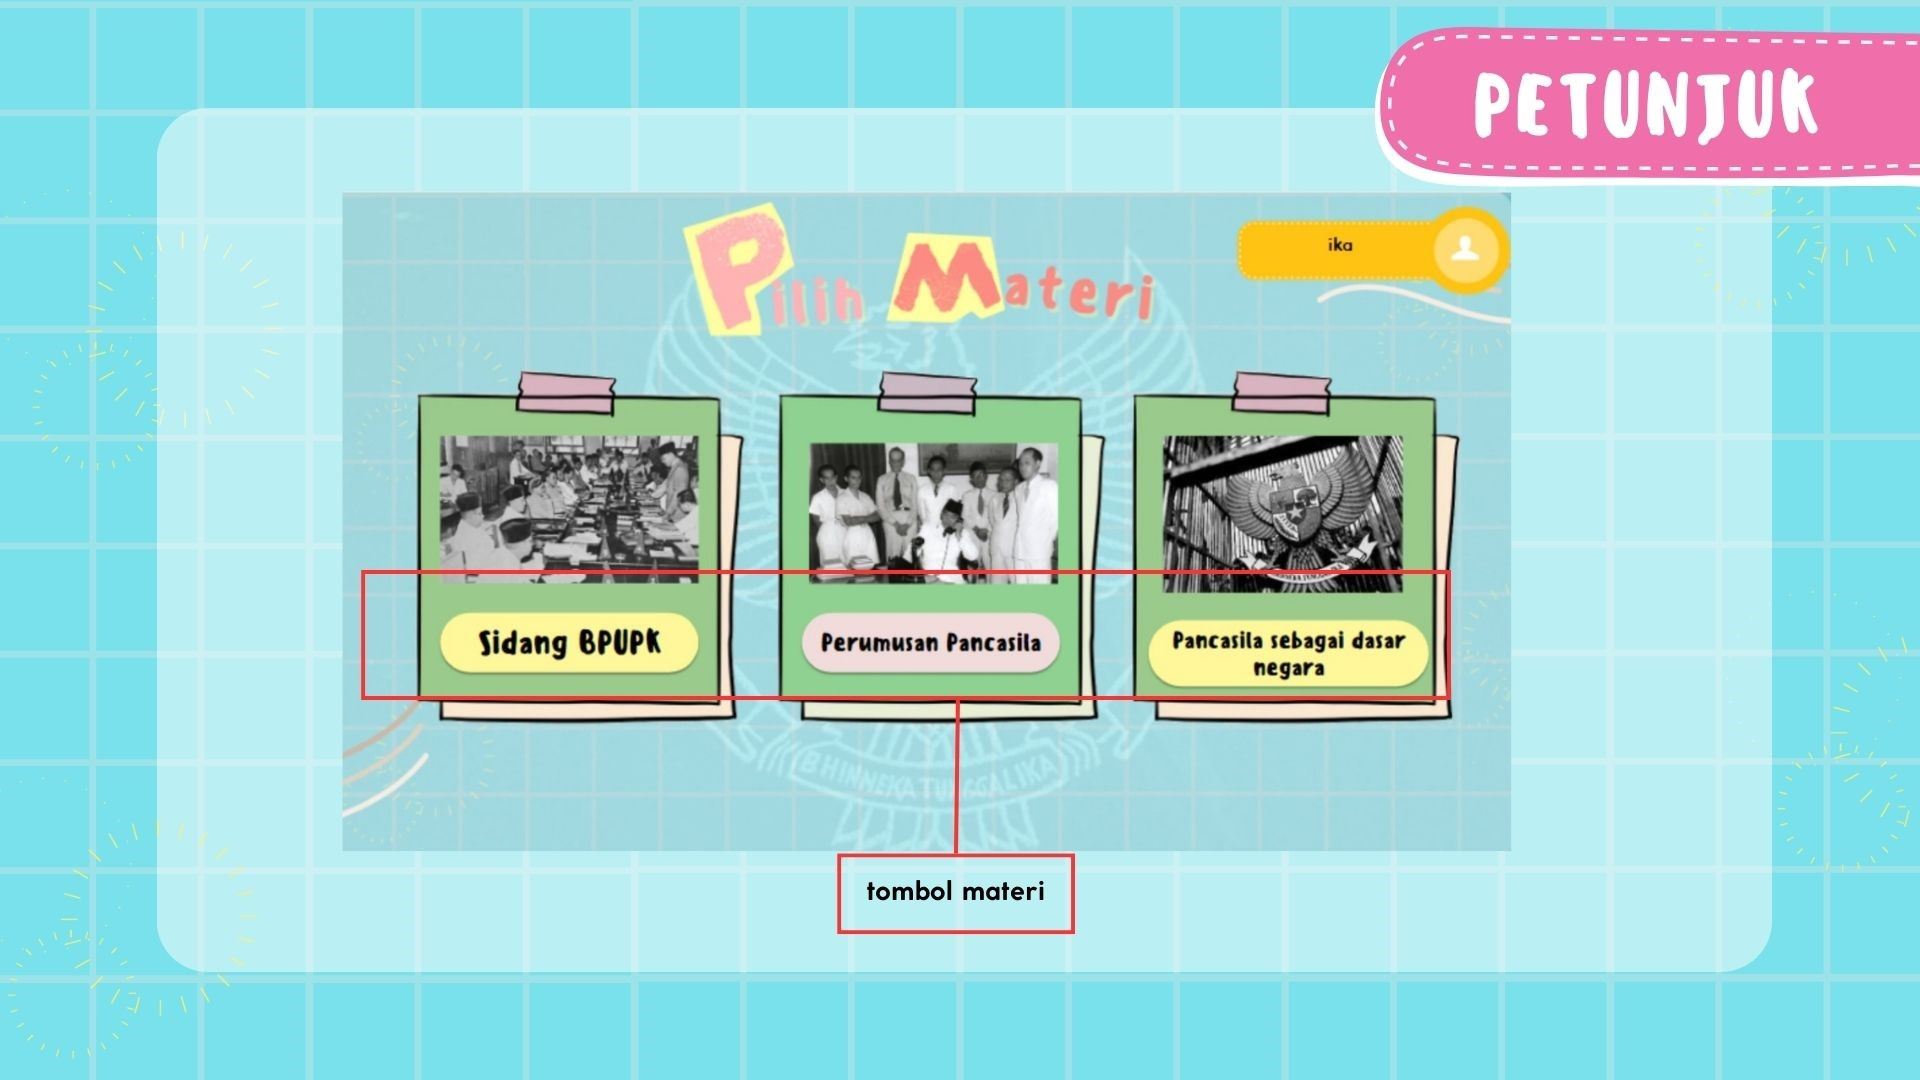 PETUNJUK
Pilih Materi
ika
Sidang BPUPK
Perumusan Pancasila
Pancasila sebagai dasar
negara
BHINNEKA TUNGGAL IKA
tombol materi